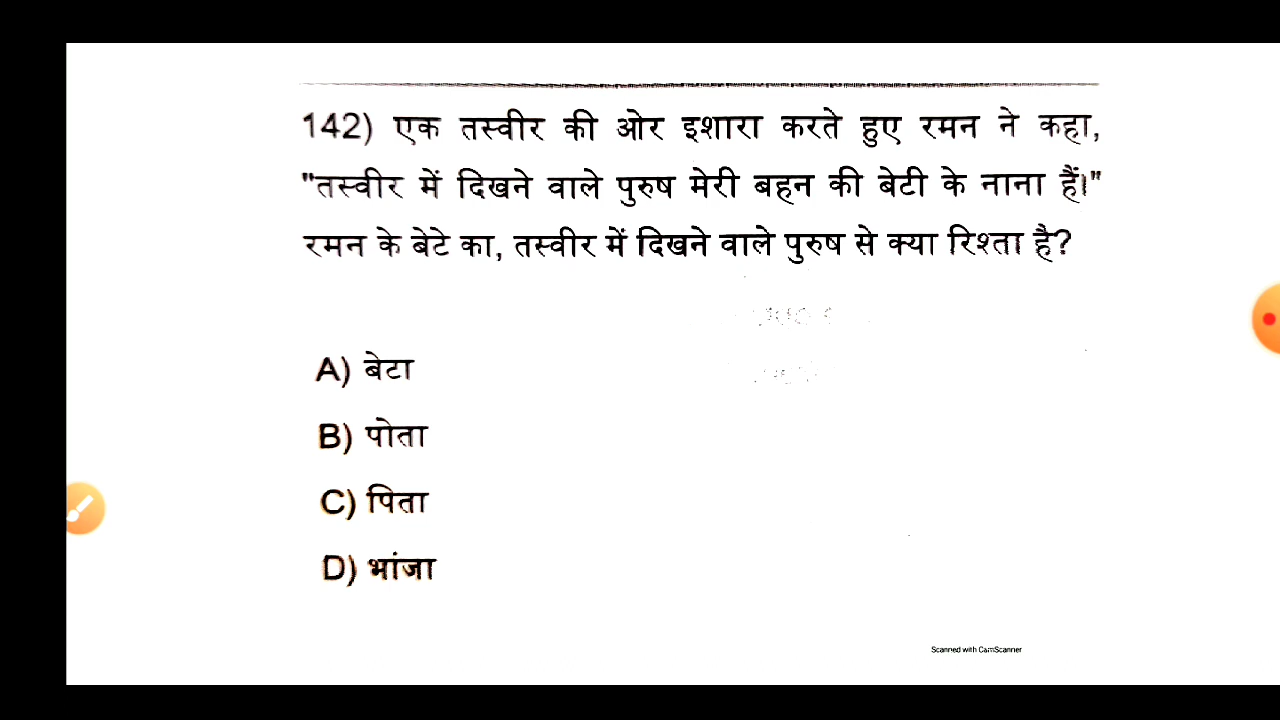 142) एक तस्वीर की ओर इशारा करते हुए रमन ने कहा,
"तस्वीर में दिखने वाले पुरुष मेरी बहन की बेटी के नाना हैं।"
रमन के बेटे का, तस्वीर में दिखने वाले पुरुष से क्या रिश्ता है?
A) बेटा
B) पोता
C) पिता
D) भांजा
Scanned with CamScanner